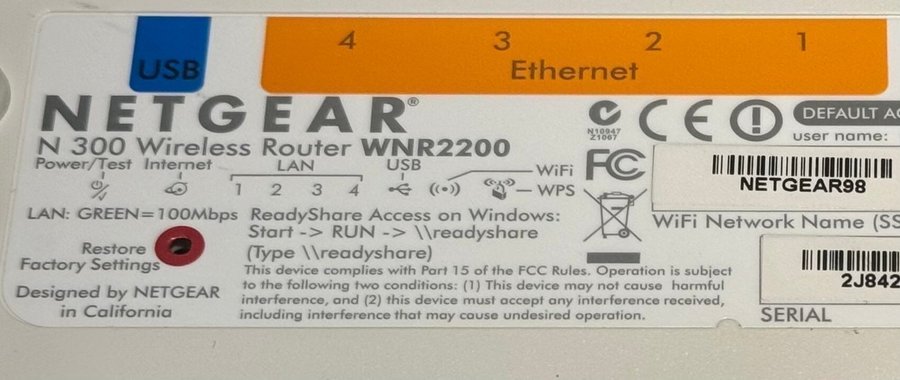 USB
4 3 2 1
Ethernet
NETGEAR®
N 300 Wireless Router WNR2200
Power/Test Internet LAN USB
WiFi
1 2 3 4
WPS
LAN: GREEN=100Mbps
ReadyShare Access on Windows:
Start -> RUN -> \\readyshare
(Type \\readyshare)
Restore
Factory Settings
Designed by NETGEAR
in California
This device complies with Part 15 of the FCC Rules. Operation is subject
to the following two conditions: (1) This device may not cause harmful
interference, and (2) this device must accept any interference received,
including interference that may cause undesired operation.
N10947
Z1067
CE
FC
DEFAULT
user name:
NETGEAR98
WiFi Network Name
2J842
SERIAL